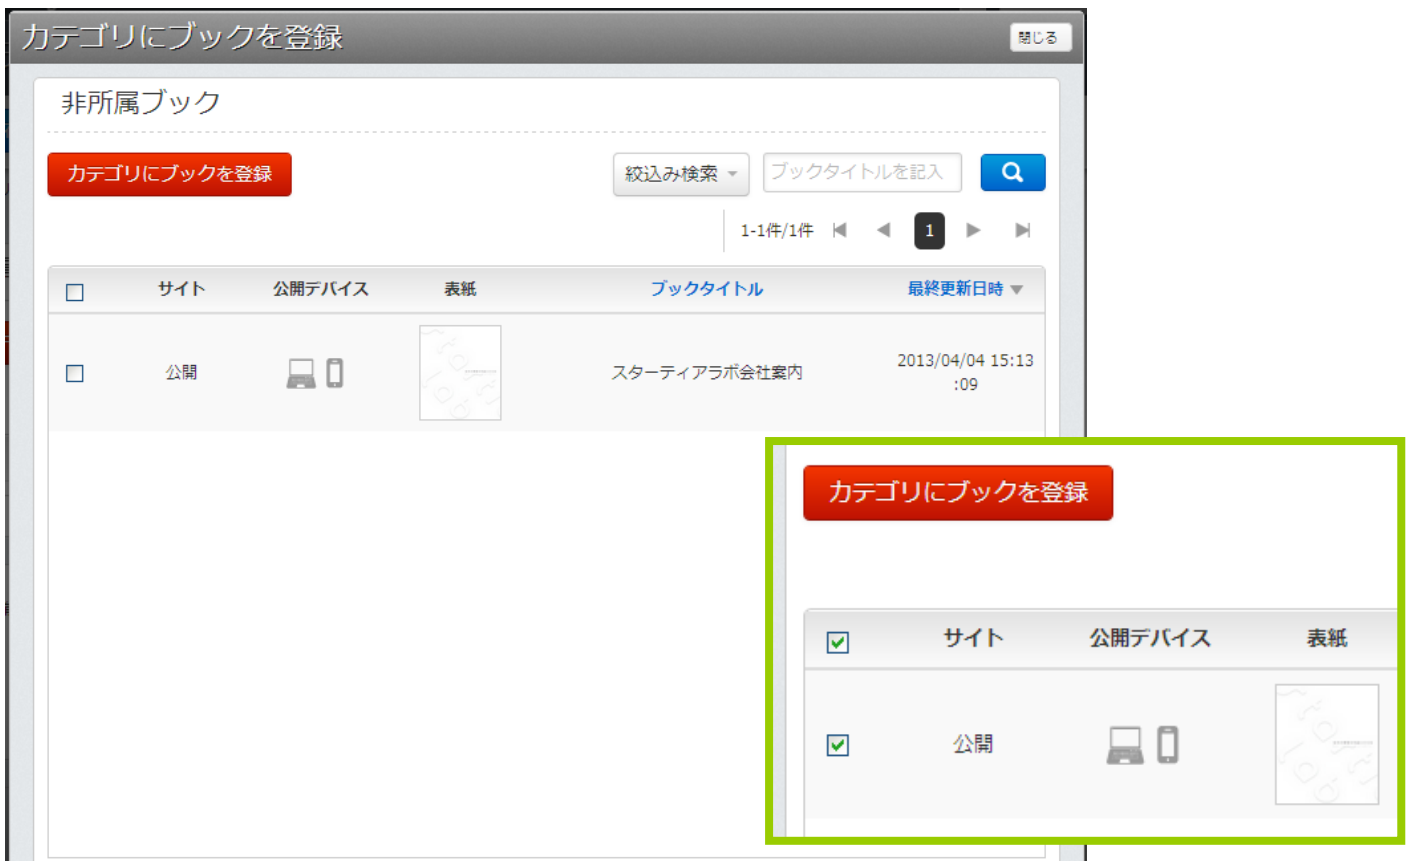 カテゴリにブックを登録
閉じる
非所属ブック
カテゴリにブックを登録
絞込み検索
ブックタイトルを記入
1-1件/1件
1
サイト 公開デバイス 表紙 ブックタイトル 最終更新日時
公開 スターティアラボ会社案内 2013/04/04 15:13
:09
カテゴリにブックを登録
サイト 公開デバイス 表紙
公開